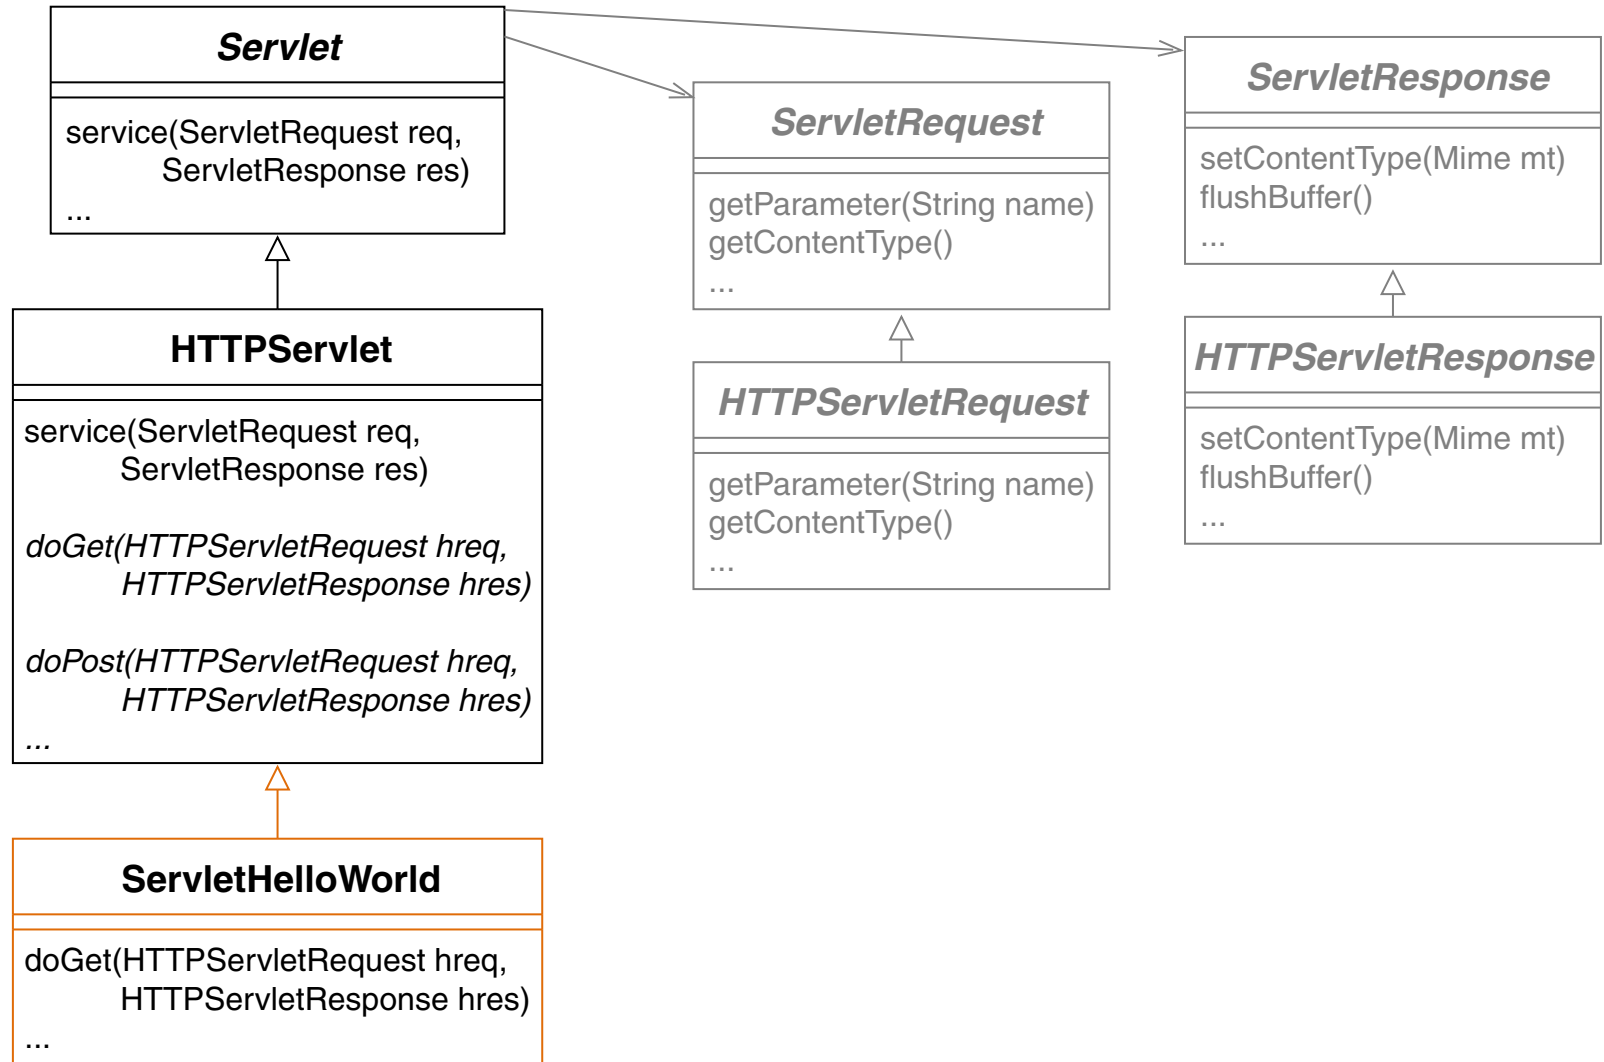 Servlet
service(ServletRequest req,
ServletResponse res)
...
HTTPServlet
service(ServletRequest req,
ServletResponse res)
doGet(HTTPServletRequest hreq,
HTTPServletResponse hres)
doPost(HTTPServletRequest hreq,
HTTPServletResponse hres)
...
ServletHelloWorld
doGet(HTTPServletRequest hreq,
HTTPServletResponse hres)
...
ServletRequest
getParameter(String name)
getContentType()
...
HTTPServletRequest
getParameter(String name)
getContentType()
...
ServletResponse
setContentType(Mime mt)
flushBuffer()
...
HTTPServletResponse
setContentType(Mime mt)
flushBuffer()
...